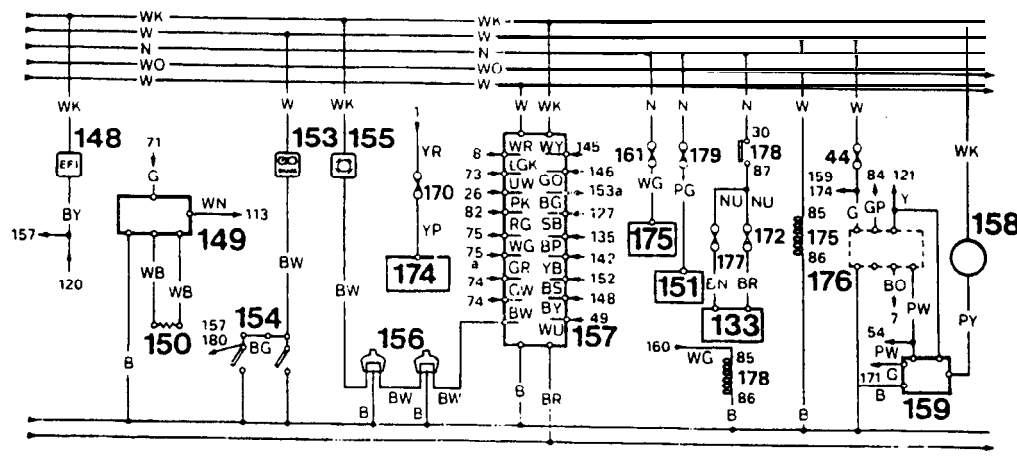 WK WK
W W
N N
WO WO
W W
WK W WK W WK N N N W W
148 153 155 1 161 179 30 178 44
EFI BRAKE
71 G YR 170 YP 174
BY WN 113 149
157 120
WB WB 150
B BW BW
157 180 154 BG
156 B BW B BW
WR WY
8 145
LGK
73 GO 146
UW
26 BG 153a
PK
82 SB 127
RG
75 BP 135
WG
75 a YB 142
GR
74 BS 152
GW
74 BY 148
BW WU 49
157
B BR
WG 175
PG 151
87
NU NU
177 172
BR
133
160 WG 85 178 86 B
85 175 86 B
159 174 84 121
G GP Y
176
BO 7 PW
54 PW
G
171 B
159
WK 158 PY